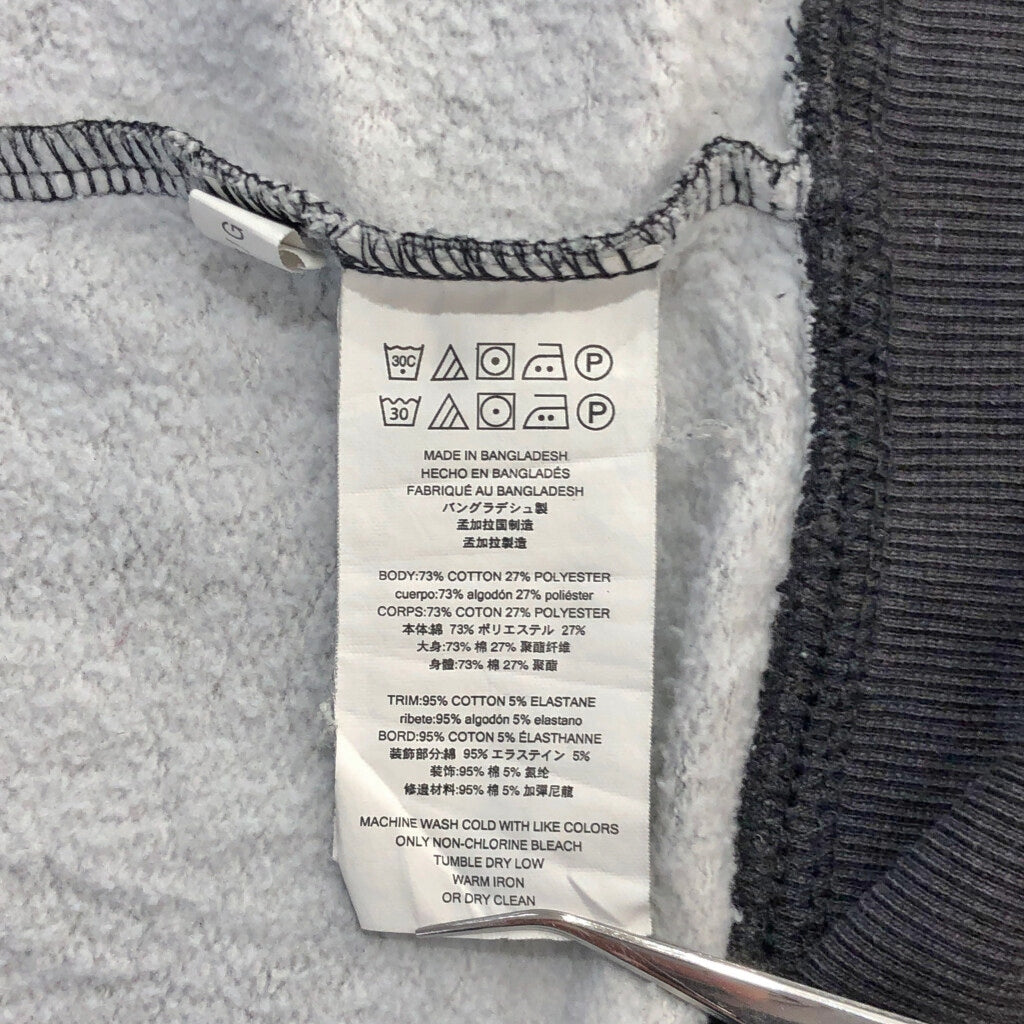 G
30C P
30 P
MADE IN BANGLADESH
HECHO EN BANGLADÉS
FABRIQUÉ AU BANGLADESH
バングラデシュ製
孟加拉国制造
孟加拉製造
BODY:73% COTTON 27% POLYESTER
cuerpo:73% algodón 27% poliéster
CORPS:73% COTON 27% POLYESTER
本体:綿 73% ポリエステル 27%
大身:73% 棉 27% 聚酯纤维
身體:73% 棉 27% 聚酯
TRIM:95% COTTON 5% ELASTANE
ribete:95% algodón 5% elastano
BORD:95% COTON 5% ÉLASTHANNE
装飾部分:綿 95% エラステイン 5%
装饰:95% 棉 5% 氨纶
修邊材料:95% 棉 5% 加彈尼龍
MACHINE WASH COLD WITH LIKE COLORS
ONLY NON-CHLORINE BLEACH
TUMBLE DRY LOW
WARM IRON
OR DRY CLEAN